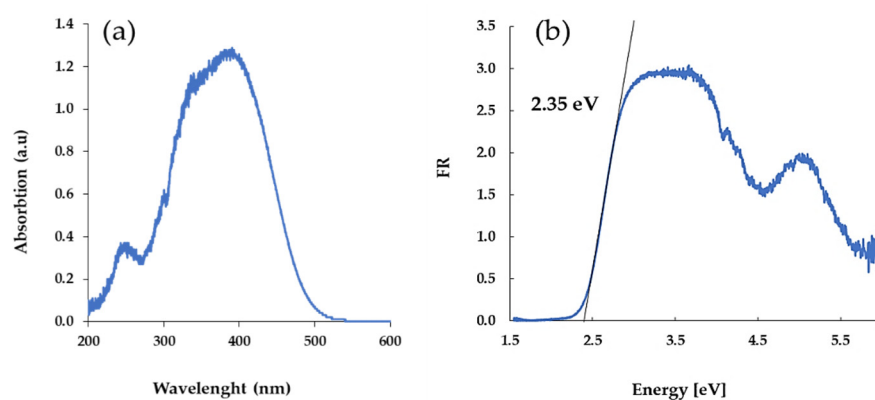 (a)
Absorbtion (a.u)
1.4
1.2
1.0
0.8
0.6
0.4
0.2
0.0
200 300 400 500 600
Wavelenght (nm)
(b)
2.35 eV
FR
3.5
3.0
2.5
2.0
1.5
1.0
0.5
0.0
1.5 2.5 3.5 4.5 5.5
Energy [eV]